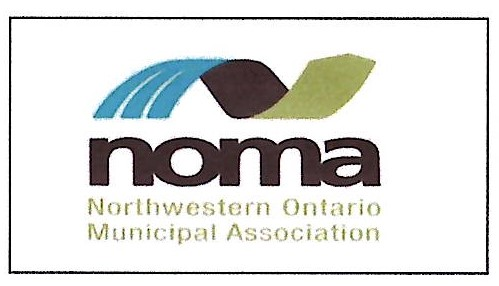 noma
Northwestern Ontario
Municipal Association